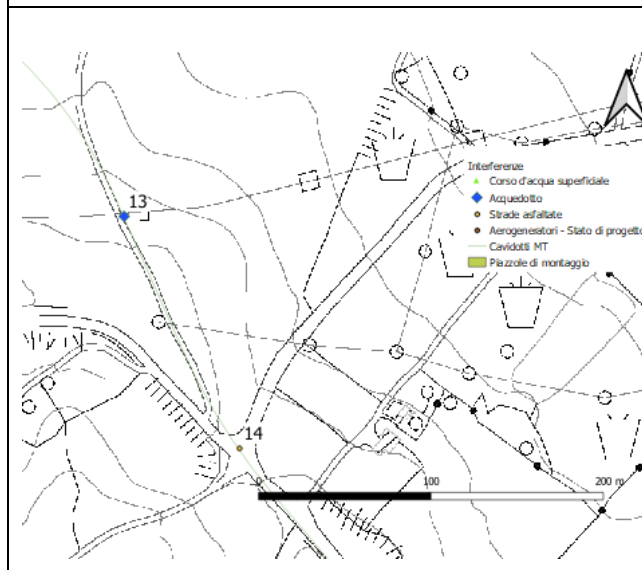 13
Interferenze
Corso d'acqua superficiale
Acquedotto
Strade asfaltate
Aerogeneratori - Stato di progetto
Cavidotti MT
Piazzole di montaggio
14
0 100 200 m